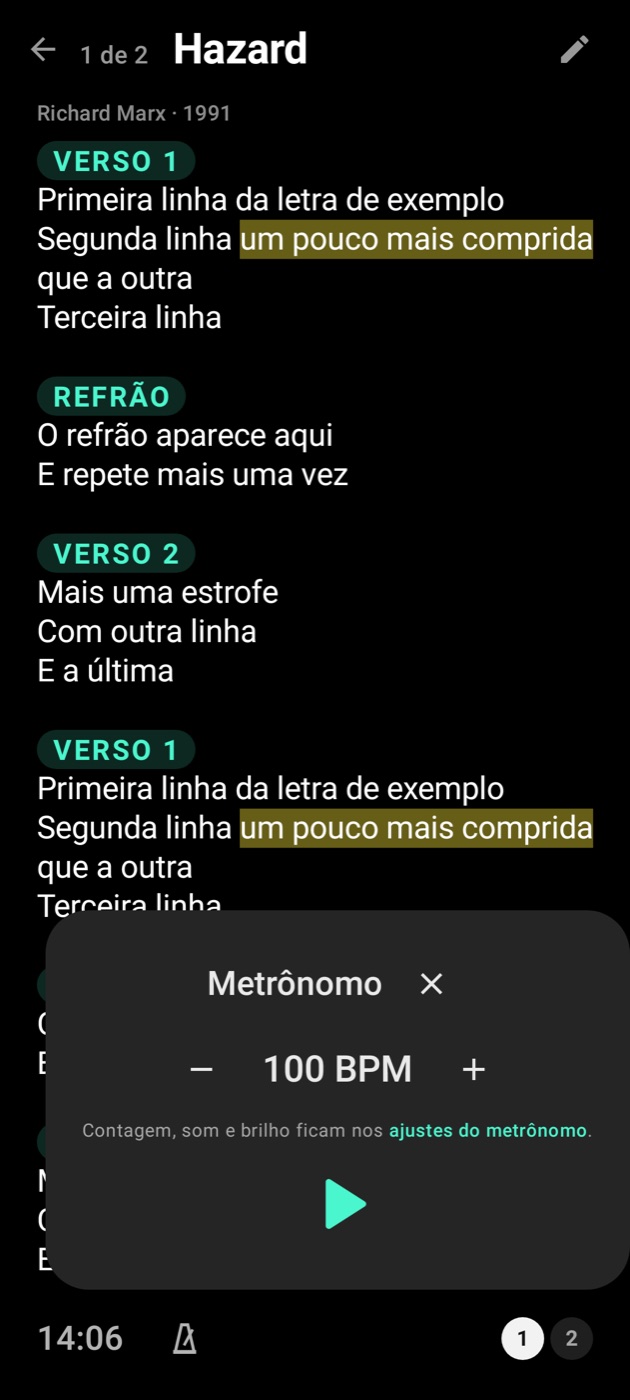 1 de 2 Hazard
Richard Marx · 1991
VERSO 1
Primeira linha da letra de exemplo
Segunda linha um pouco mais comprida
que a outra
Terceira linha
REFRÃO
O refrão aparece aqui
E repete mais uma vez
VERSO 2
Mais uma estrofe
Com outra linha
E a última
VERSO 1
Primeira linha da letra de exemplo
Segunda linha um pouco mais comprida
que a outra
Terceira linha
Metrônomo
− 100 BPM +
Contagem, som e brilho ficam nos ajustes do metrônomo.
14:06
1 2